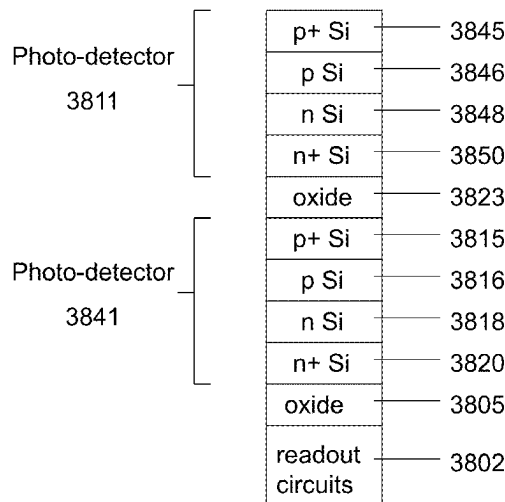 Photo-detector
3811
p+ Si 3845
p Si 3846
n Si 3848
n+ Si 3850
oxide 3823
Photo-detector
3841
p+ Si 3815
p Si 3816
n Si 3818
n+ Si 3820
oxide 3805
readout
circuits
3802